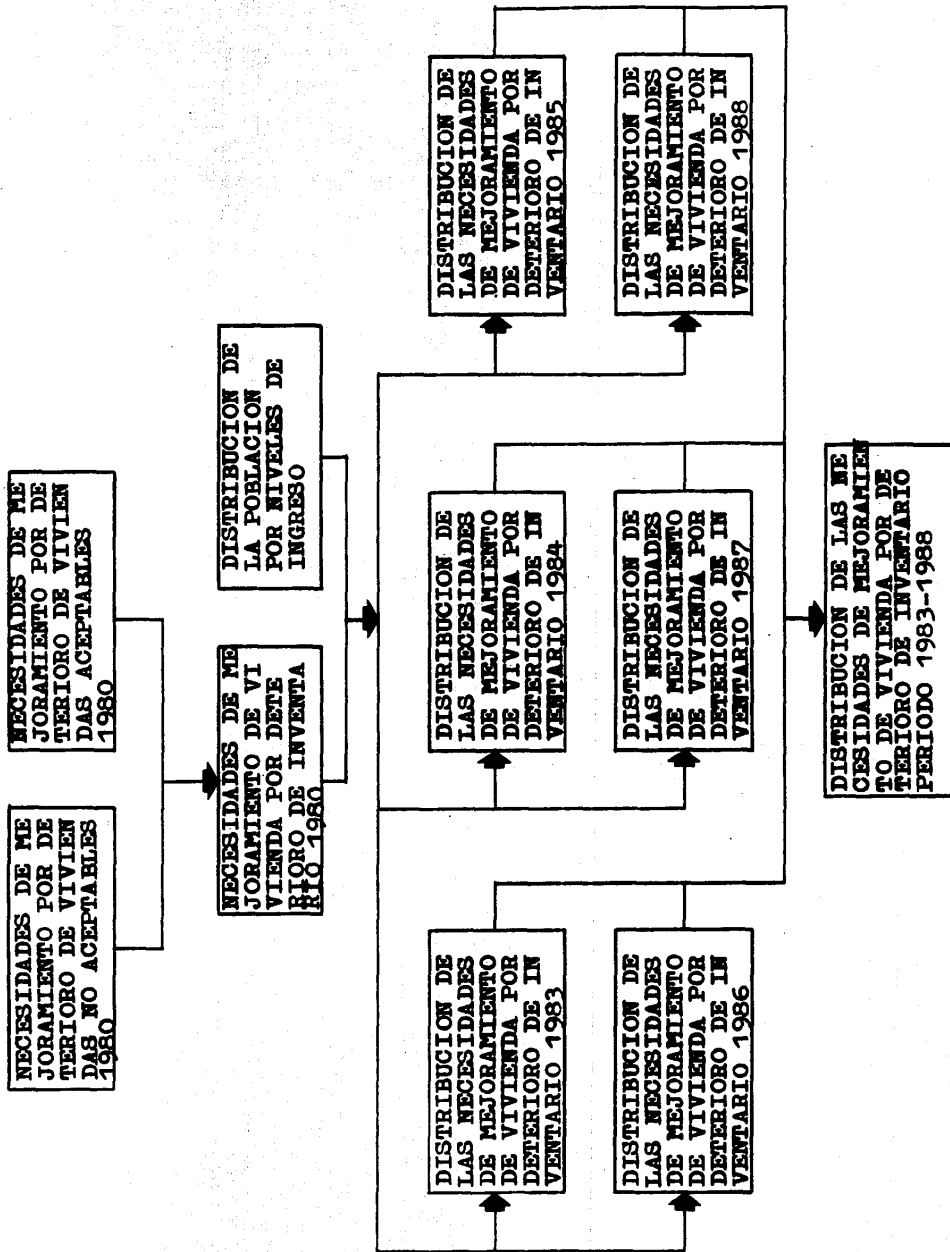 NECESIDADES DE ME
JORAMIENTO POR DE
TERIORO DE VIVIEN
DAS NO ACEPTABLES
1980
NECESIDADES DE ME
JORAMIENTO POR DE
TERIORO DE VIVIEN
DAS ACEPTABLES
1980
NECESIDADES DE ME
JORAMIENTO DE VI
VIENDA POR DETE
RIORO DE INVENTA
RIO 1980
DISTRIBUCION DE
LA POBLACION
POR NIVELES DE
INGRESO
DISTRIBUCION DE
LAS NECESIDADES
DE MEJORAMIENTO
DE VIVIENDA POR
DETERIORO DE IN
VENTARIO 1983
DISTRIBUCION DE
LAS NECESIDADES
DE MEJORAMIENTO
DE VIVIENDA POR
DETERIORO DE IN
VENTARIO 1984
DISTRIBUCION DE
LAS NECESIDADES
DE MEJORAMIENTO
DE VIVIENDA POR
DETERIORO DE IN
VENTARIO 1985
DISTRIBUCION DE
LAS NECESIDADES
DE MEJORAMIENTO
DE VIVIENDA POR
DETERIORO DE IN
VENTARIO 1986
DISTRIBUCION DE
LAS NECESIDADES
DE MEJORAMIENTO
DE VIVIENDA POR
DETERIORO DE IN
VENTARIO 1987
DISTRIBUCION DE
LAS NECESIDADES
DE MEJORAMIENTO
DE VIVIENDA POR
DETERIORO DE IN
VENTARIO 1988
DISTRIBUCION DE LAS NE
CESIDADES DE MEJORAMIEN
TO DE VIVIENDA POR DE
TERIORO DE INVENTARIO
PERIODO 1983-1988